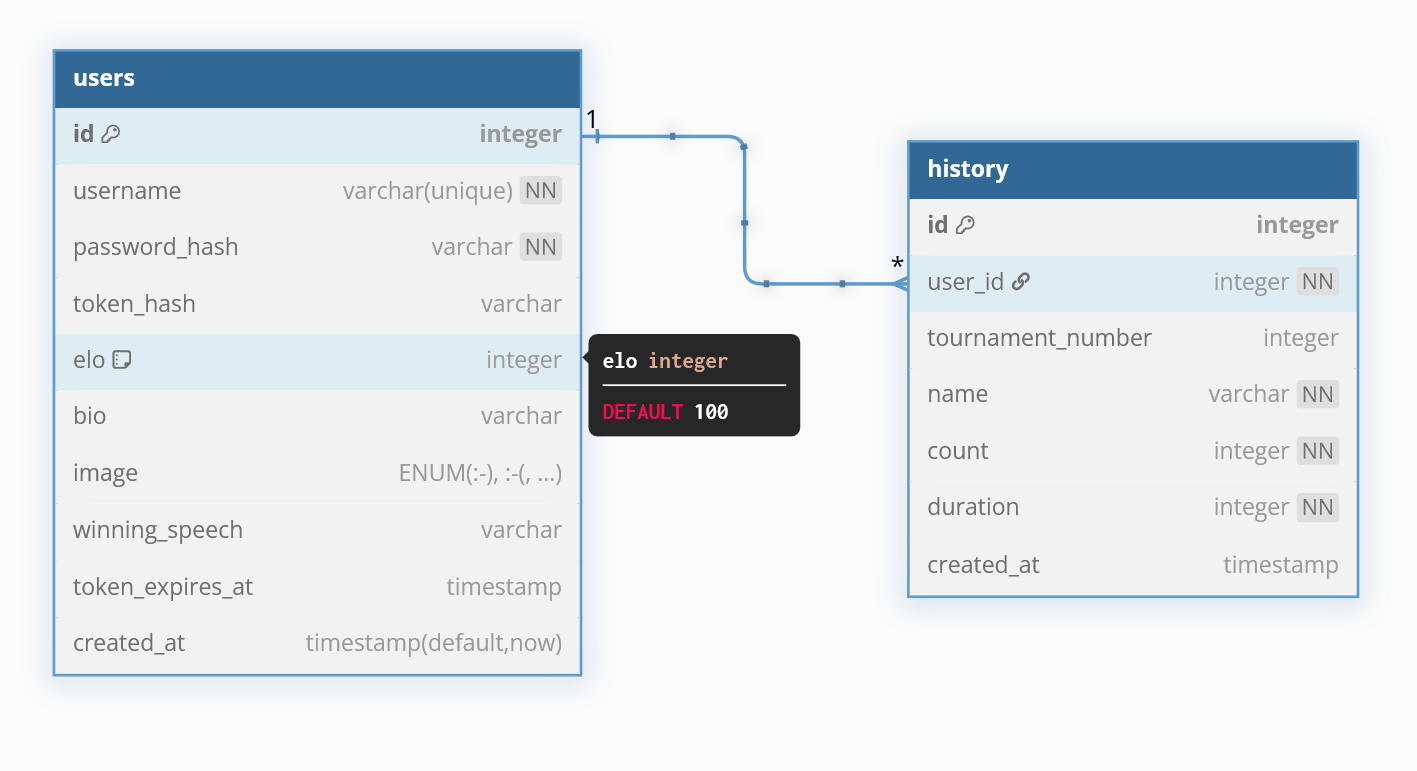 users
id integer
username varchar(unique) NN
password_hash varchar NN
token_hash varchar
elo integer
bio varchar
image ENUM(:-), :-(, ...)
winning_speech varchar
token_expires_at timestamp
created_at timestamp(default,now)
1
*
elo integer
DEFAULT 100
history
id integer
user_id integer NN
tournament_number integer
name varchar NN
count integer NN
duration integer NN
created_at timestamp